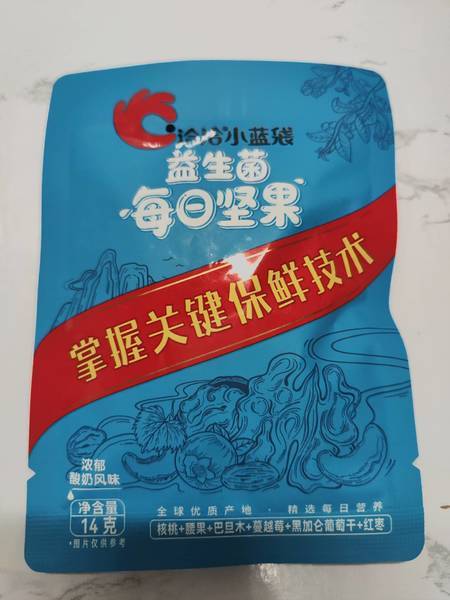 洽洽小蓝袋
益生菌
每日坚果
掌握关键保鲜技术
浓郁
酸奶风味
净含量
14克
*图片仅供参考
全球优质产地·精选每日营养
核桃+腰果+巴旦木+蔓越莓+黑加仑葡萄干+红枣